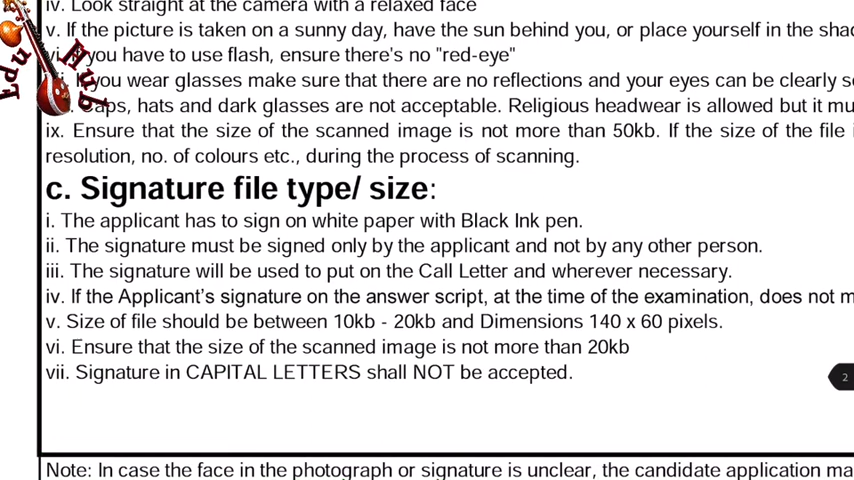 iv. Look straight at the camera with a relaxed face
v. If the picture is taken on a sunny day, have the sun behind you, or place yourself in the
you have to use flash, ensure there's no "red-eye"
you wear glasses make sure that there are no reflections and your eyes can be clearly
Caps, hats and dark glasses are not acceptable. Religious headwear is allowed but it
ix. Ensure that the size of the scanned image is not more than 50kb. If the size of the file
resolution, no. of colours etc., during the process of scanning.
c. Signature file type/ size:
i. The applicant has to sign on white paper with Black Ink pen.
ii. The signature must be signed only by the applicant and not by any other person.
iii. The signature will be used to put on the Call Letter and wherever necessary.
iv. If the Applicant's signature on the answer script, at the time of the examination, does not
v. Size of file should be between 10kb - 20kb and Dimensions 140 x 60 pixels.
vi. Ensure that the size of the scanned image is not more than 20kb
vii. Signature in CAPITAL LETTERS shall NOT be accepted.
2
Note: In case the face in the photograph or signature is unclear, the candidate application
Edu Hub